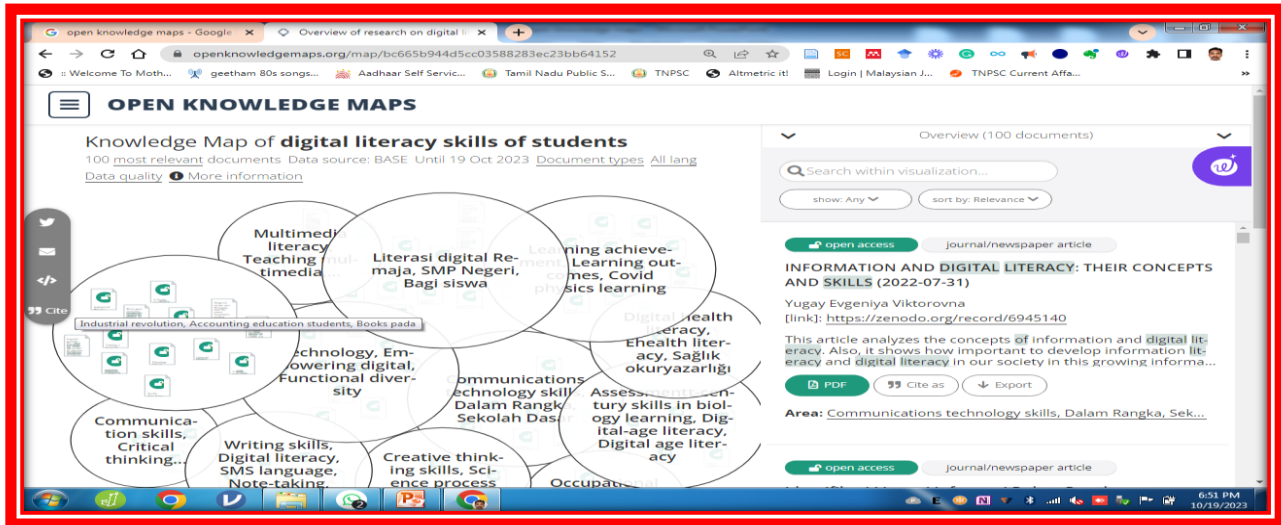 open knowledge maps - Google
Overview of research on digital li
openknowledgemaps.org/map/bc665b944d5cc03588283ec23bb64152
:: Welcome To Moth...
geetham 80s songs...
Aadhaar Self Servic...
Tamil Nadu Public S...
TNPSC
Altmetric it!
Login | Malaysian J...
TNPSC Current Affa...
»
OPEN KNOWLEDGE MAPS
Knowledge Map of digital literacy skills of students
100 most relevant documents Data source: BASE Until 19 Oct 2023 Document types All lang
Data quality More information
Cite
Multimedi
literacy
Teaching
timedia
Literasi digital Re-
maja, SMP Negeri,
Bagi siswa
Learning achieve-
ment, Learning out-
comes, Covid
physics learning
Industrial revolution, Accounting education students, Books pada
Digital health
literacy,
Ehealth liter-
acy, Sağlık
okuryazarlığı
echnology, Em-
owering digital,
Functional diver-
sity
ommunications
echnology skill
Dalam Rangka
Sekolah Das
Assess
tury skills in biol-
ogy learning, Dig-
ital-age literacy,
Digital age liter-
acy
Communica-
tion skills,
Critical
thinking...
Writing skills,
Digital literacy,
SMS language,
Note-taking,
Creative think-
ing skills, Sci-
ence process
Occupational
Overview (100 documents)
Search within visualization...
show: Any
sort by: Relevance
open access
journal/newspaper article
INFORMATION AND DIGITAL LITERACY: THEIR CONCEPTS
AND SKILLS (2022-07-31)
Yugay Evgeniya Viktorovna
[link]: https://zenodo.org/record/6945140
This article analyzes the concepts of information and digital lit-
eracy. Also, it shows how important to develop information lit-
eracy and digital literacy in our society in this growing informa...
PDF
Cite as
Export
Area: Communications technology skills, Dalam Rangka, Sek...
open access
journal/newspaper article
6:51 PM
10/19/2023